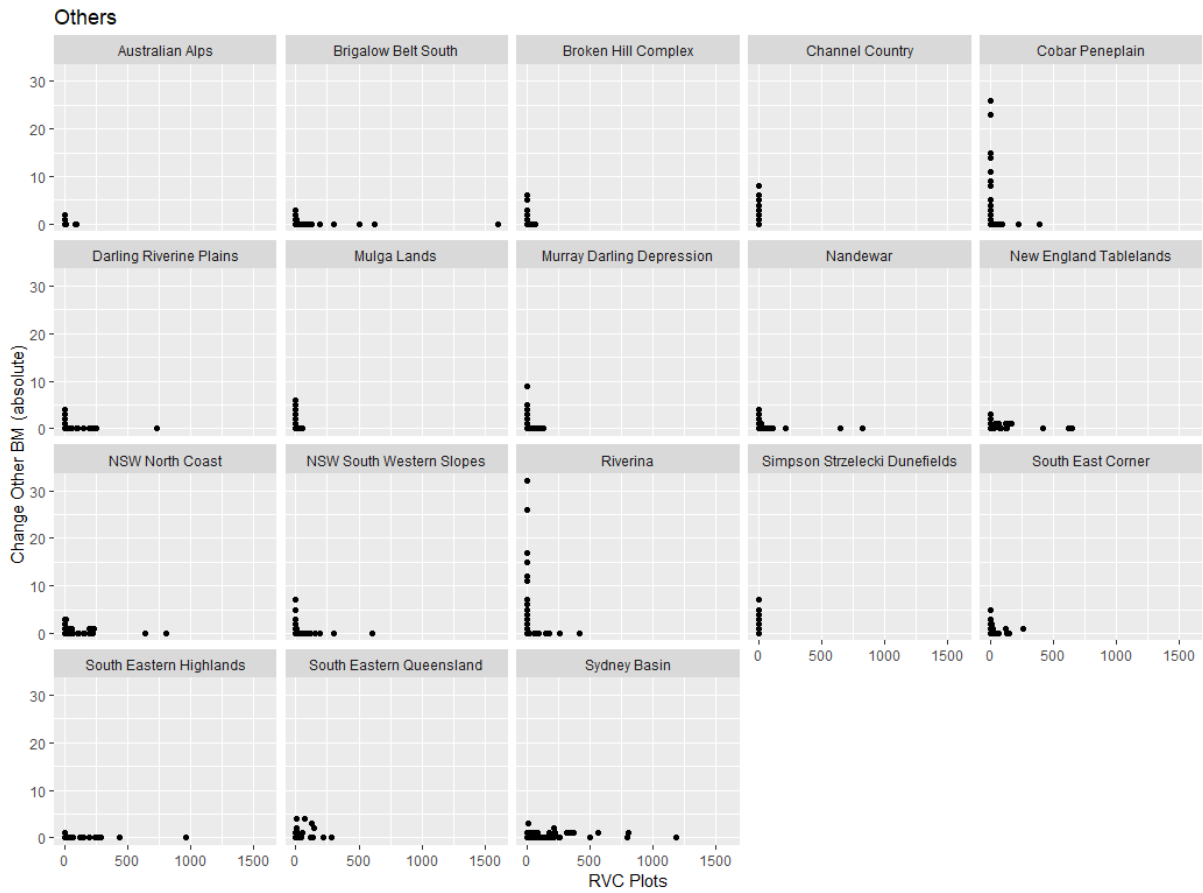 Others
Australian Alps Brigalow Belt South Broken Hill Complex Channel Country Cobar Peneplain
30
20
10
0
Darling Riverine Plains Mulga Lands Murray Darling Depression Nandewar New England Tablelands
30
20
10
0
Change Other BM (absolute)
NSW North Coast NSW South Western Slopes Riverina Simpson Strzelecki Dunefields South East Corner
30
20
10
0
0 500 1000 1500 0 500 1000 1500
South Eastern Highlands South Eastern Queensland Sydney Basin
30
20
10
0
0 500 1000 1500 0 500 1000 1500 0 500 1000 1500
RVC Plots